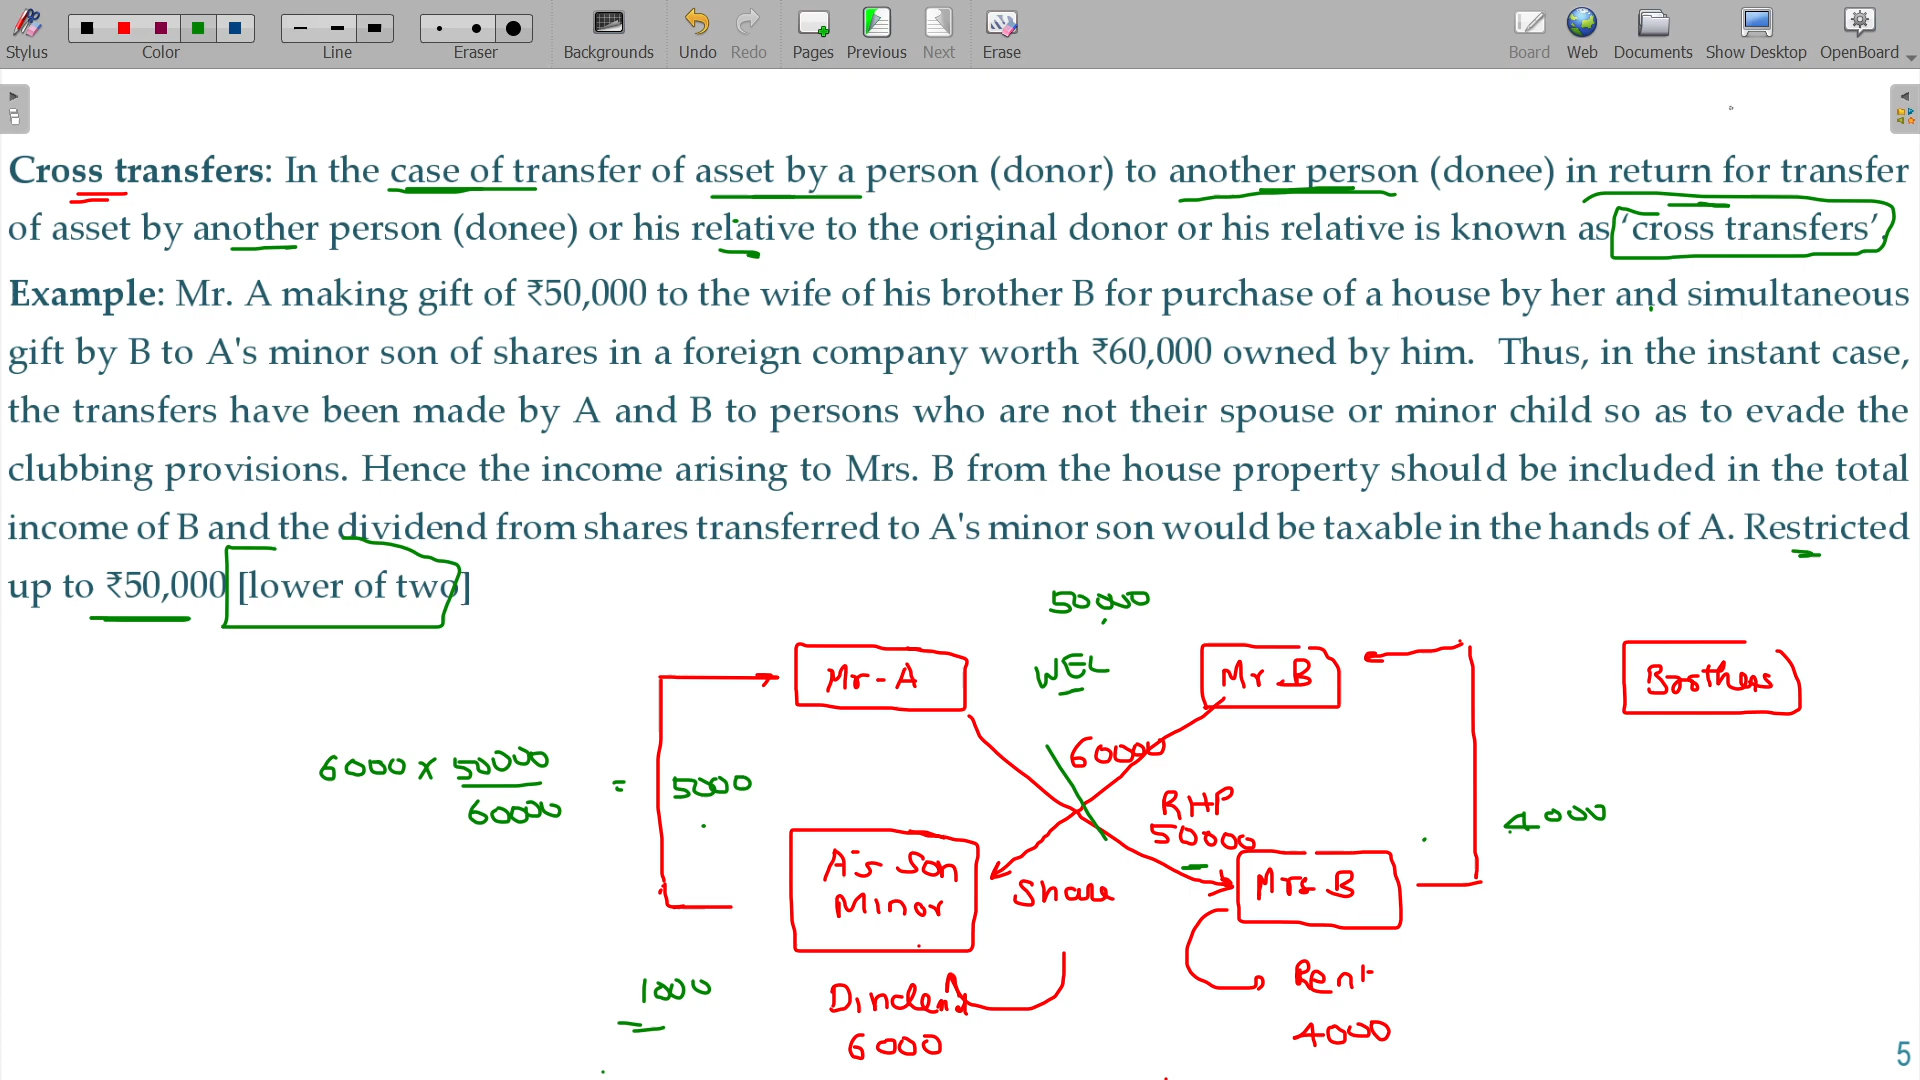 Stylus Color Line Eraser Backgrounds Undo Redo Pages Previous Next Erase Board Web Documents Show Desktop OpenBoard
Cross transfers: In the case of transfer of asset by a person (donor) to another person (donee) in return for transfer
of asset by another person (donee) or his relative to the original donor or his relative is known as 'cross transfers'.
Example: Mr. A making gift of ₹50,000 to the wife of his brother B for purchase of a house by her and simultaneous
gift by B to A's minor son of shares in a foreign company worth ₹60,000 owned by him. Thus, in the instant case,
the transfers have been made by A and B to persons who are not their spouse or minor child so as to evade the
clubbing provisions. Hence the income arising to Mrs. B from the house property should be included in the total
income of B and the dividend from shares transferred to A's minor son would be taxable in the hands of A. Restricted
up to ₹50,000 [lower of two]
50000
Mr-A
WEL
Mr.B
Brothers
60000
6000 x 50000
60000
= 5000
RHP
50000
4000
A's Son
Minor
Share
Mrs B
1000
Rent
6000
4000
5